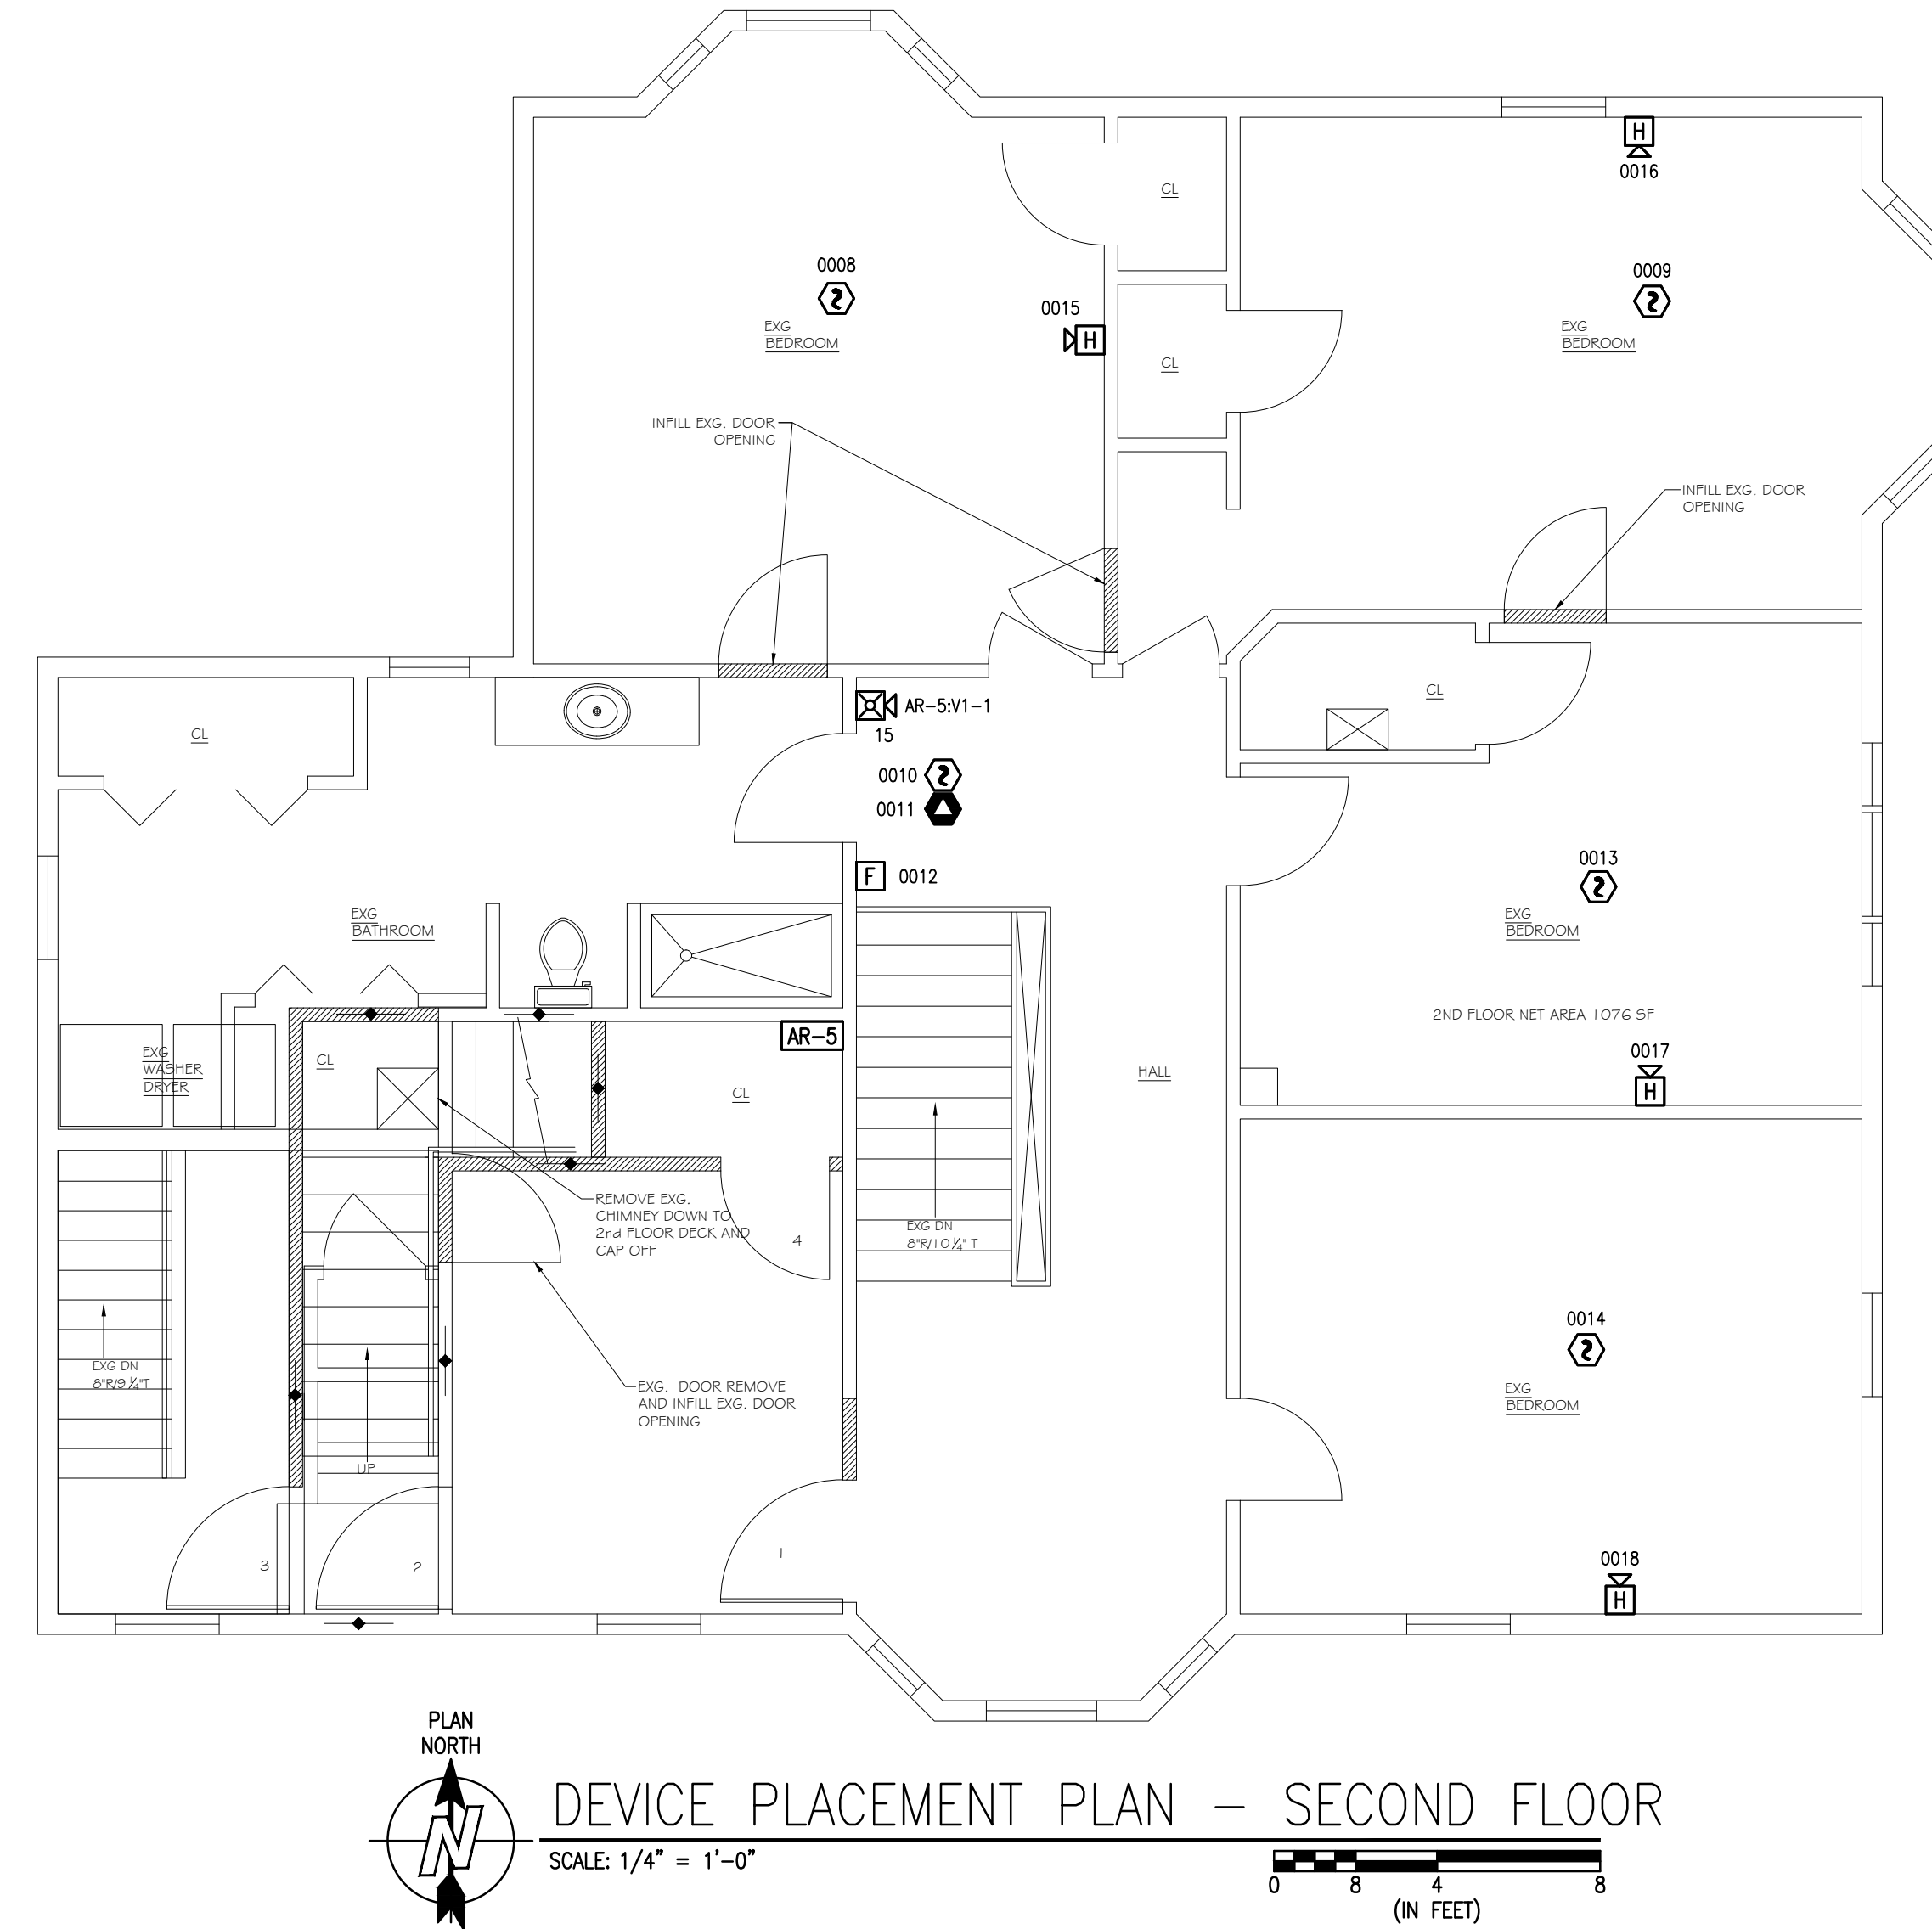 CL
H
0016
0008
0009
0015
H
EXG
BEDROOM
EXG
BEDROOM
CL
INFILL EXG. DOOR
OPENING
INFILL EXG. DOOR
OPENING
CL
CL
AR-5:V1-1
15
0010
0011
F
0012
0013
EXG
BATHROOM
EXG
BEDROOM
2ND FLOOR NET AREA 1076 SF
AR-5
EXG
WASHER
DRYER
CL
CL
HALL
0017
H
REMOVE EXG.
CHIMNEY DOWN TO
2nd FLOOR DECK AND
CAP OFF
4
EXG DN
8"R/10¼" T
0014
EXG DN
8"R/9¼"T
EXG. DOOR REMOVE
AND INFILL EXG. DOOR
OPENING
EXG
BEDROOM
UP
3
2
1
0018
H
PLAN
NORTH
N
DEVICE PLACEMENT PLAN - SECOND FLOOR
SCALE: 1/4" = 1'-0"
0 8 4 8
(IN FEET)